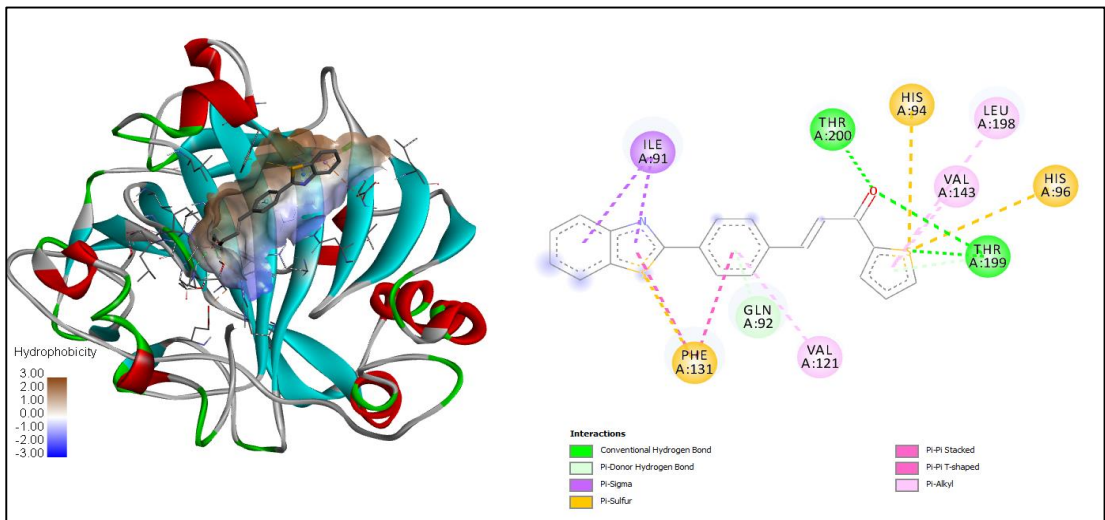 Hydrophobicity
3.00
2.00
1.00
0.00
-1.00
-2.00
-3.00
ILE
A:91
THR
A:200
HIS
A:94
LEU
A:198
VAL
A:143
HIS
A:96
THR
A:199
GLN
A:92
PHE
A:131
VAL
A:121
N
S
O
S
Interactions
Conventional Hydrogen Bond
Pi-Donor Hydrogen Bond
Pi-Sigma
Pi-Sulfur
Pi-Pi Stacked
Pi-Pi T-shaped
Pi-Alkyl